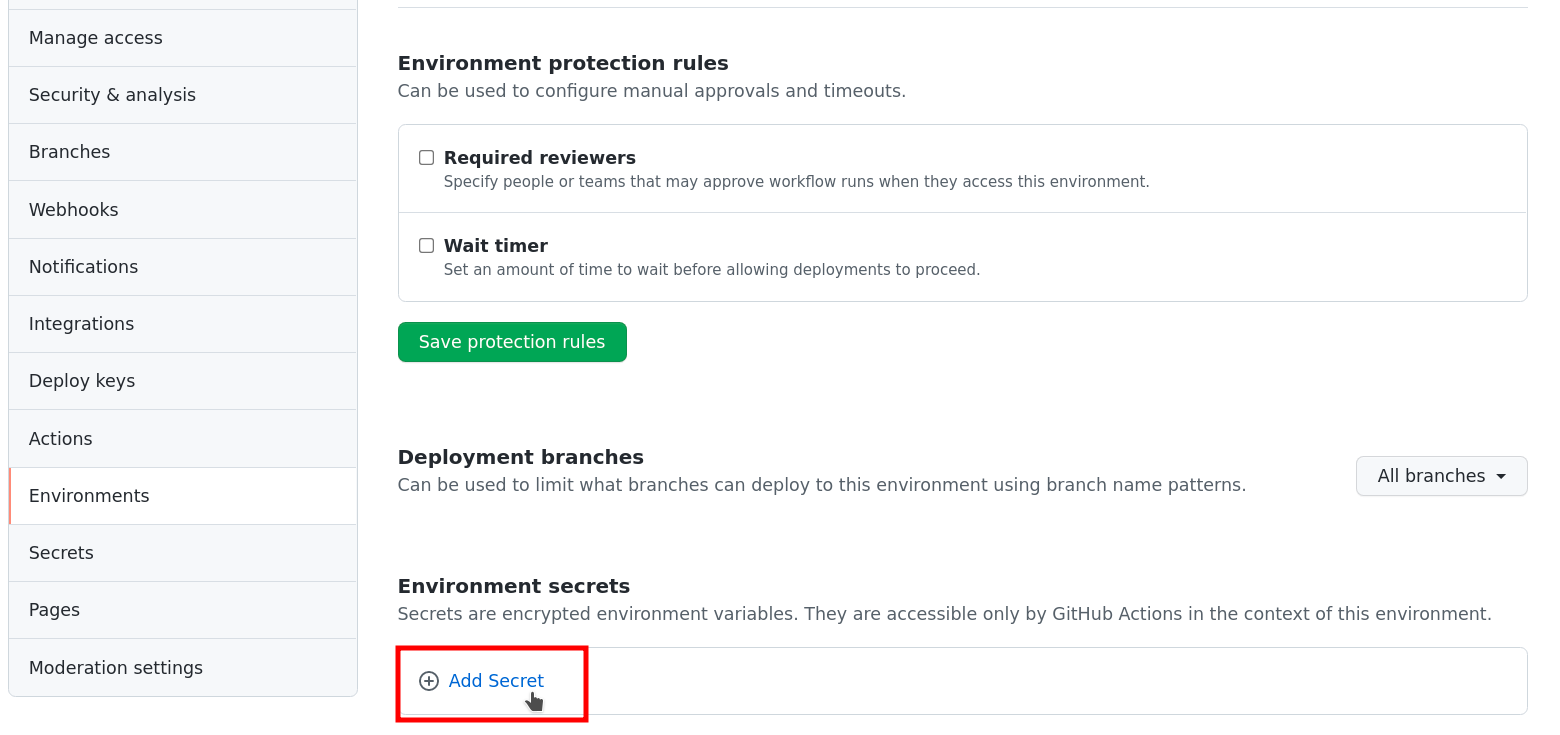 Manage access
Security & analysis
Branches
Webhooks
Notifications
Integrations
Deploy keys
Actions
Environments
Secrets
Pages
Moderation settings
Environment protection rules
Can be used to configure manual approvals and timeouts.
Required reviewers
Specify people or teams that may approve workflow runs when they access this environment.
Wait timer
Set an amount of time to wait before allowing deployments to proceed.
Save protection rules
Deployment branches
Can be used to limit what branches can deploy to this environment using branch name patterns.
All branches
Environment secrets
Secrets are encrypted environment variables. They are accessible only by GitHub Actions in the context of this environment.
Add Secret